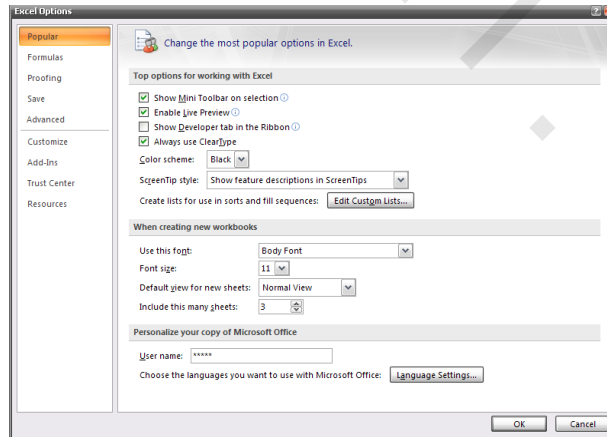 Excel Options
Popular
Formulas
Proofing
Save
Advanced
Customize
Add-Ins
Trust Center
Resources
Change the most popular options in Excel.
Top options for working with Excel
Show Mini Toolbar on selection
Enable Live Preview
Show Developer tab in the Ribbon
Always use ClearType
Color scheme: Black
ScreenTip style: Show feature descriptions in ScreenTips
Create lists for use in sorts and fill sequences: Edit Custom Lists...
When creating new workbooks
Use this font: Body Font
Font size: 11
Default view for new sheets: Normal View
Include this many sheets: 3
Personalize your copy of Microsoft Office
User name: *****
Choose the languages you want to use with Microsoft Office: Language Settings...
OK Cancel